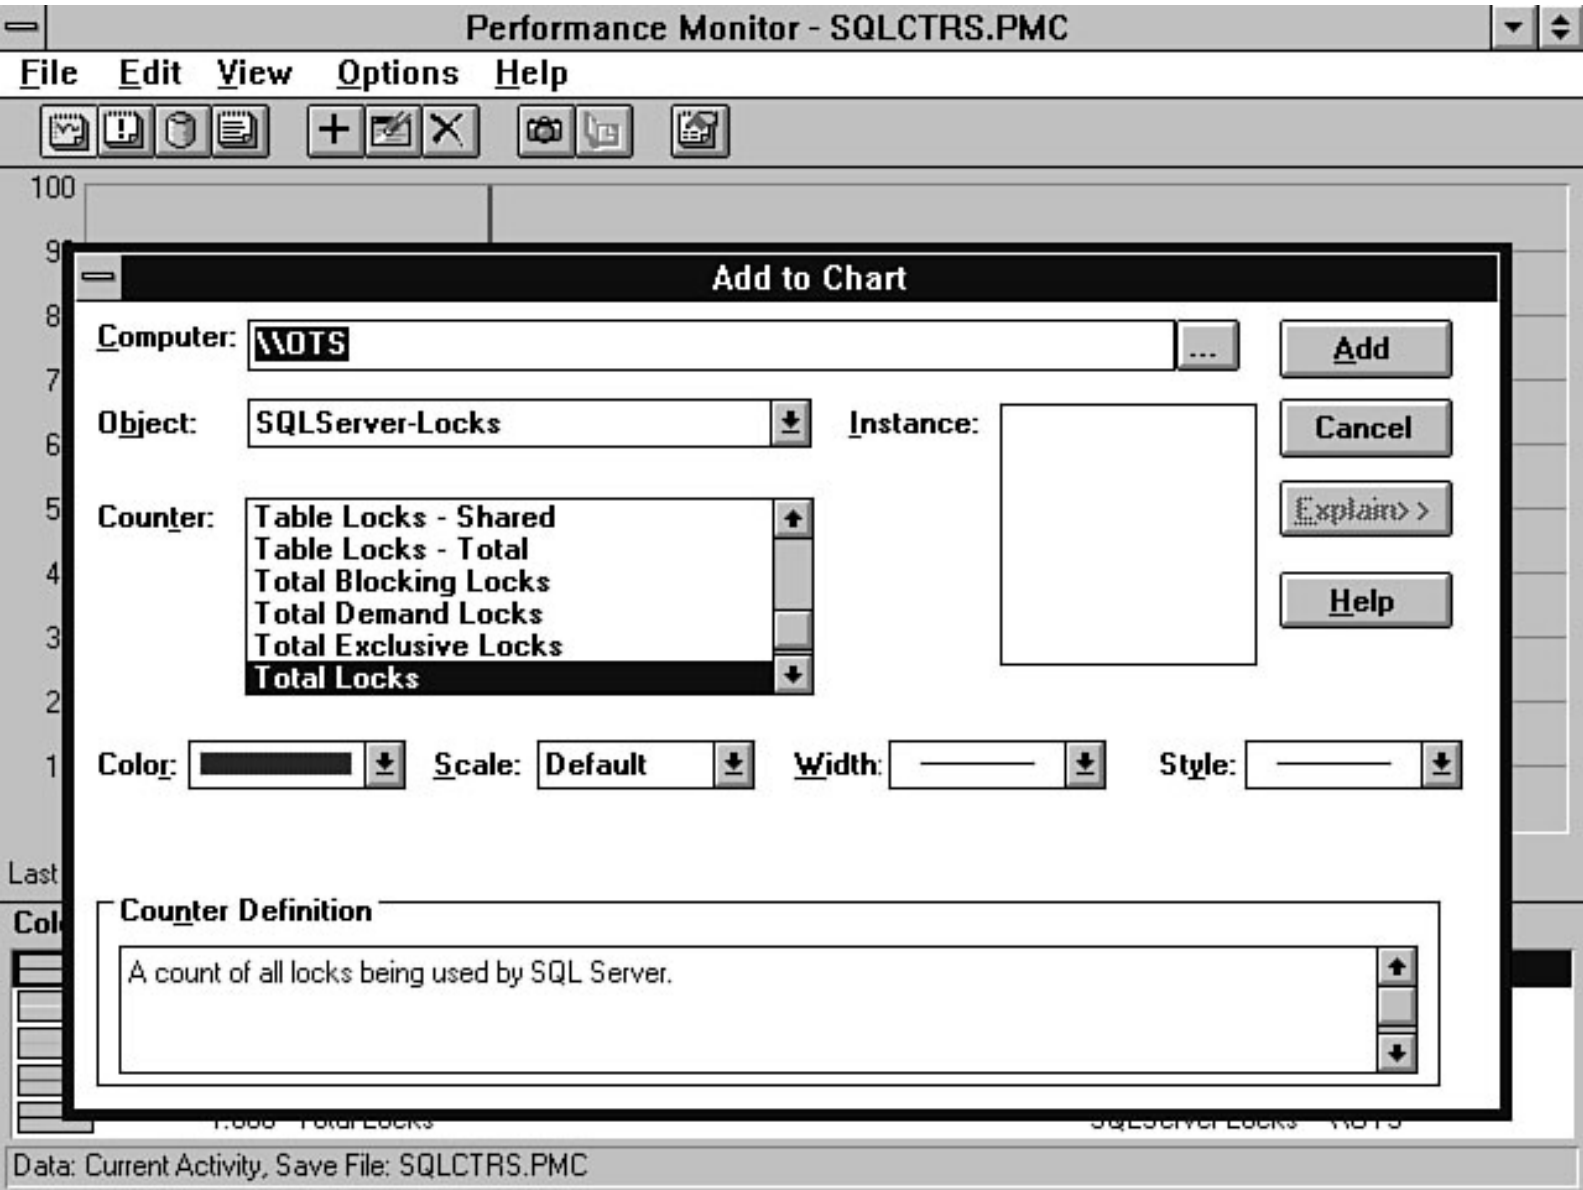 Performance Monitor - SQLCTRS.PMC
File Edit View Options Help
100
Add to Chart
Computer: \\OTS ... Add
Object: SQLServer-Locks Instance: Cancel
Counter: Table Locks - Shared Explain>>
Table Locks - Total
Total Blocking Locks
Total Demand Locks Help
Total Exclusive Locks
Total Locks
Color: Scale: Default Width: Style:
Last
Counter Definition
A count of all locks being used by SQL Server.
Total Locks
Data: Current Activity, Save File: SQLCTRS.PMC